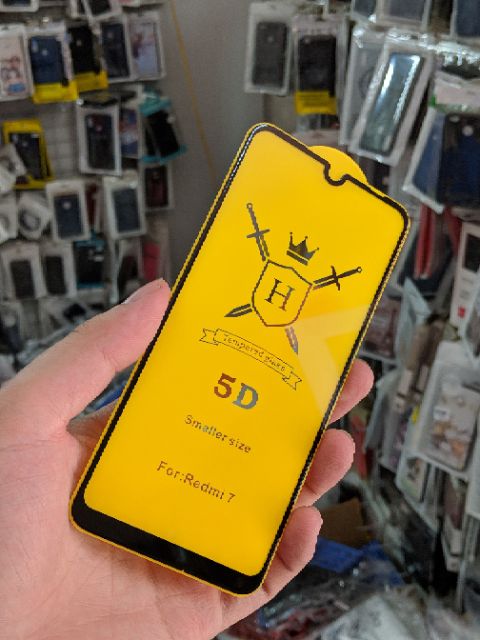 H
Tempered glass
5D
Smaller size
For:Redmi 7